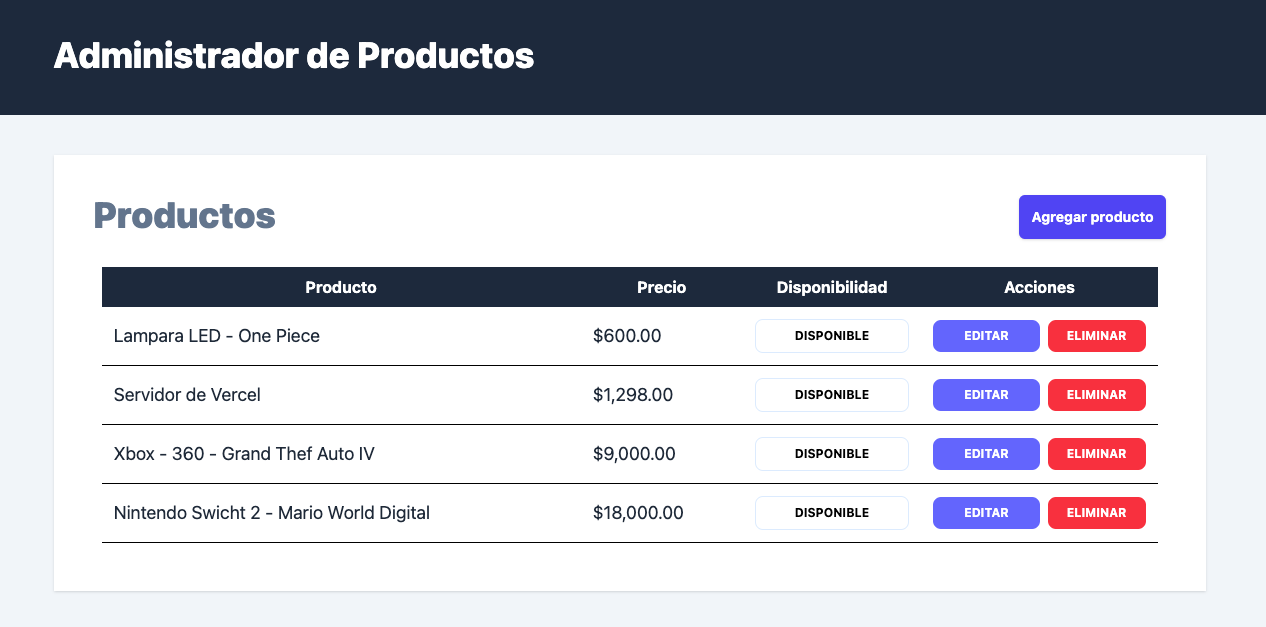 Administrador de Productos
Productos
Agregar producto
Producto Precio Disponibilidad Acciones
Lampara LED - One Piece $600.00 DISPONIBLE EDITAR ELIMINAR
Servidor de Vercel $1,298.00 DISPONIBLE EDITAR ELIMINAR
Xbox - 360 - Grand Thef Auto IV $9,000.00 DISPONIBLE EDITAR ELIMINAR
Nintendo Swicht 2 - Mario World Digital $18,000.00 DISPONIBLE EDITAR ELIMINAR